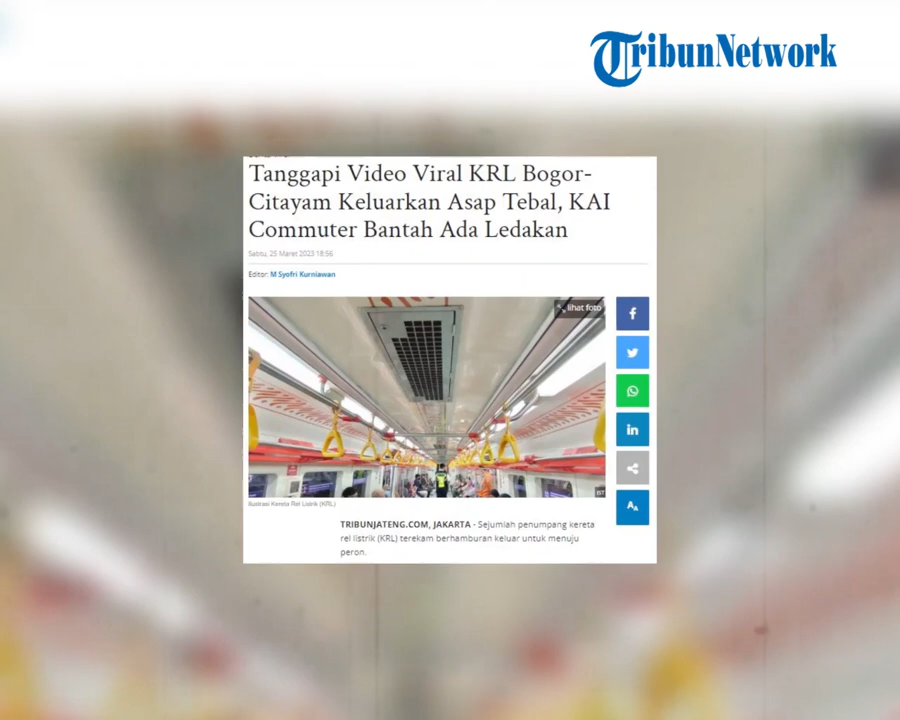 TribunNetwork
Tanggapi Video Viral KRL Bogor-
Citayam Keluarkan Asap Tebal, KAI
Commuter Bantah Ada Ledakan
Sabtu, 25 Maret 2023 18:56
Editor: M Syofri Kurniawan
lihat foto
Ilustrasi Kereta Rel Listrik (KRL)
TRIBUNJATENG.COM, JAKARTA - Sejumlah penumpang kereta
rel listrik (KRL) terekam berhamburan keluar untuk menuju
peron.